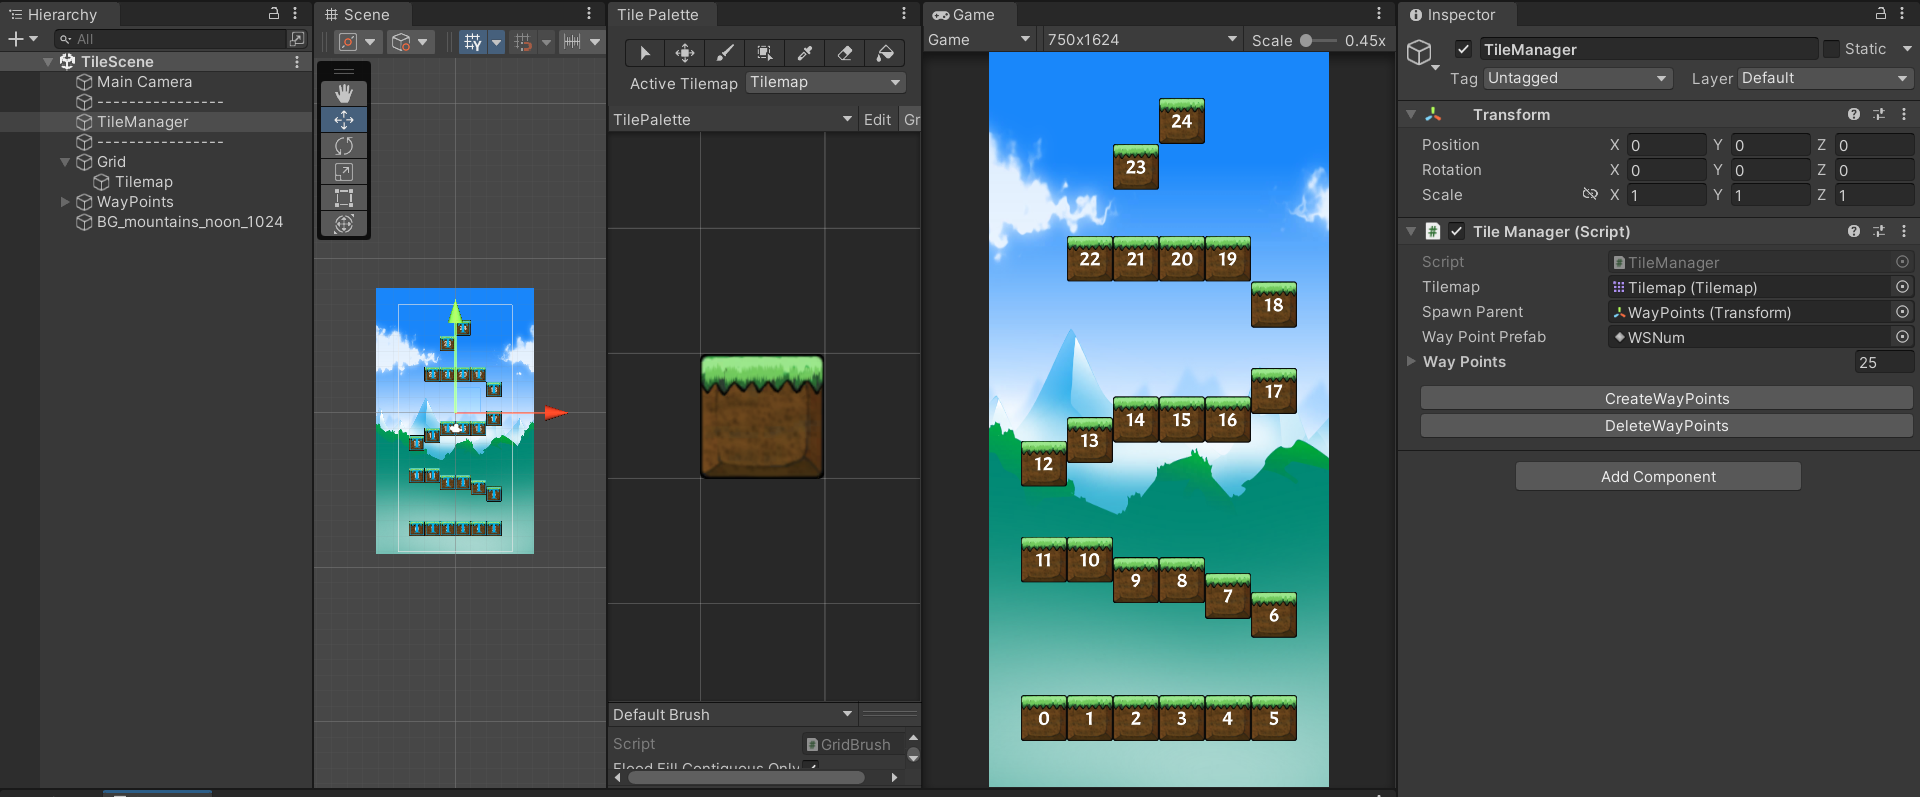 Hierarchy
All
TileScene
Main Camera
----------------
TileManager
----------------
Grid
Tilemap
WayPoints
BG_mountains_noon_1024
Scene
Tile Palette
Active Tilemap
Tilemap
TilePalette
Edit
Gr
Default Brush
Script
GridBrush
Flood Fill Contiguous Only
Game
Game
750x1624
Scale
0.45x
24
23
22 21 20 19
18
17
14 15 16
13
12
11 10
9 8
7
6
0 1 2 3 4 5
Inspector
TileManager
Static
Tag Untagged
Layer Default
Transform
Position X 0 Y 0 Z 0
Rotation X 0 Y 0 Z 0
Scale X 1 Y 1 Z 1
# Tile Manager (Script)
Script TileManager
Tilemap Tilemap (Tilemap)
Spawn Parent WayPoints (Transform)
Way Point Prefab WSNum
Way Points 25
CreateWayPoints
DeleteWayPoints
Add Component